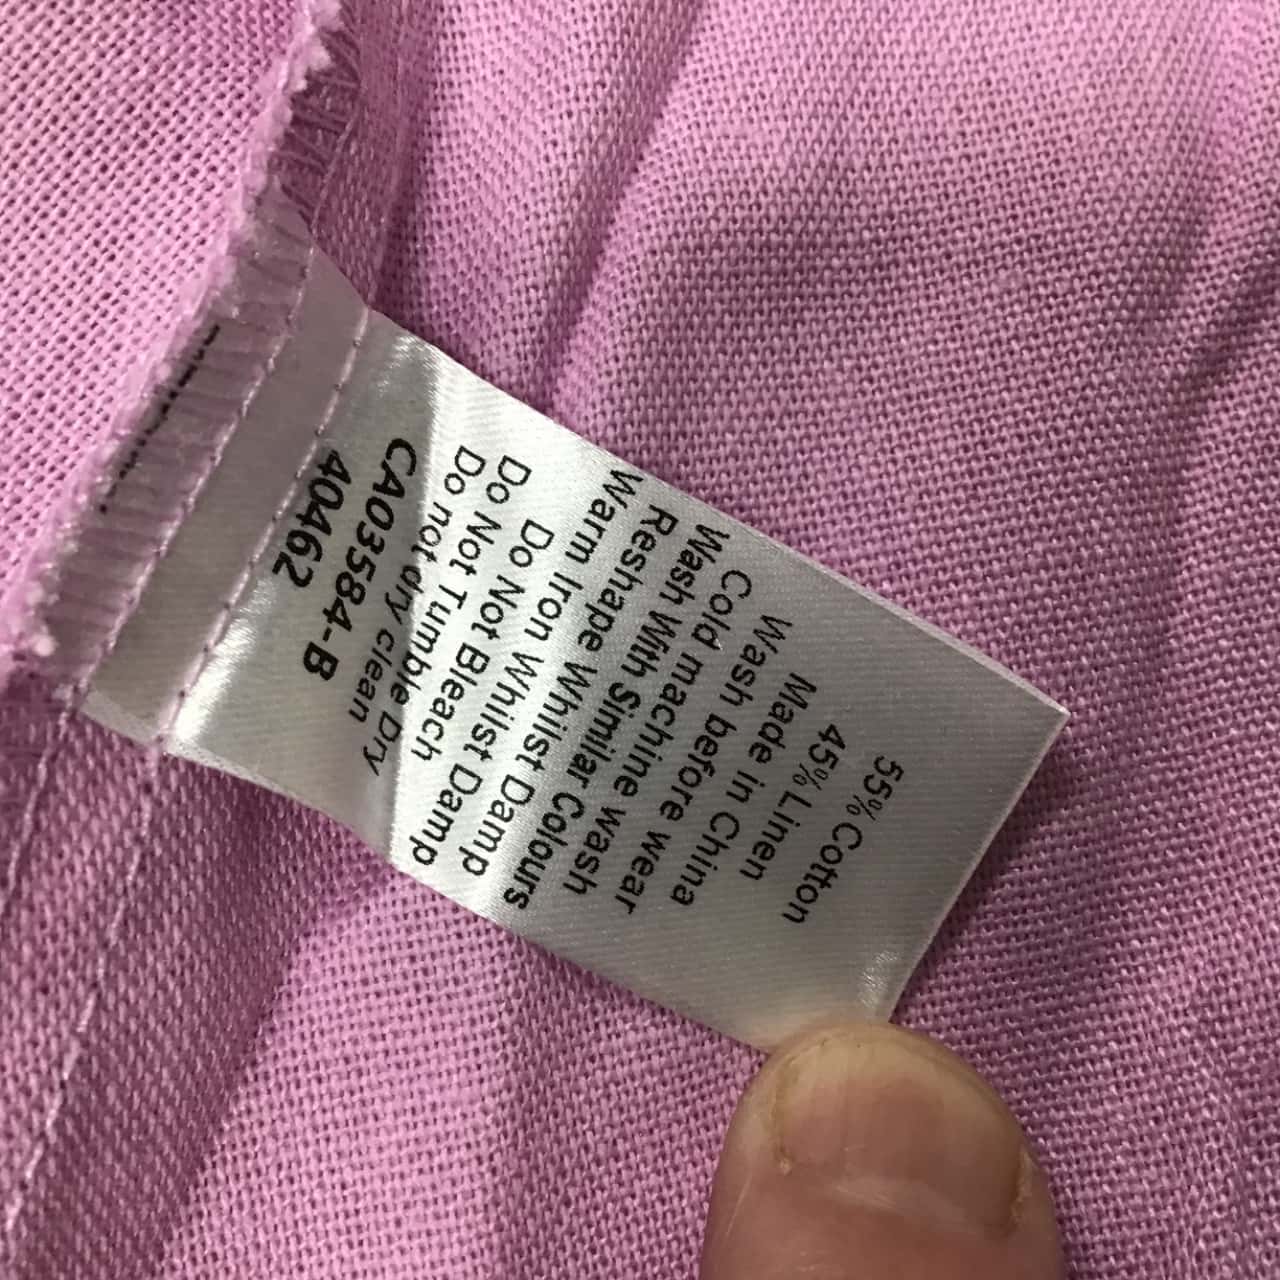 55% Cotton
45% Linen
Made in China
Wash before wear
Cold machine wash
Wash With Similar Colours
Reshape Whilst Damp
Warm Iron Whilst Damp
Do Not Bleach
Do Not Tumble Dry
Do not dry clean
CA03584-B
40462